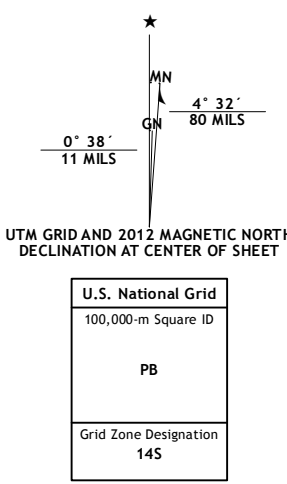 MN
4° 32´
80 MILS
GN
0° 38´
11 MILS
UTM GRID AND 2012 MAGNETIC NORTH
DECLINATION AT CENTER OF SHEET
U.S. National Grid
100,000-m Square ID
PB
Grid Zone Designation
14S